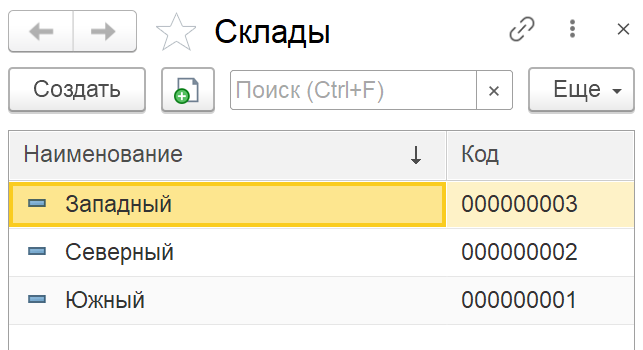 Склады
Создать Поиск (Ctrl+F) × Еще
Наименование ↓ Код
Западный 000000003
Северный 000000002
Южный 000000001